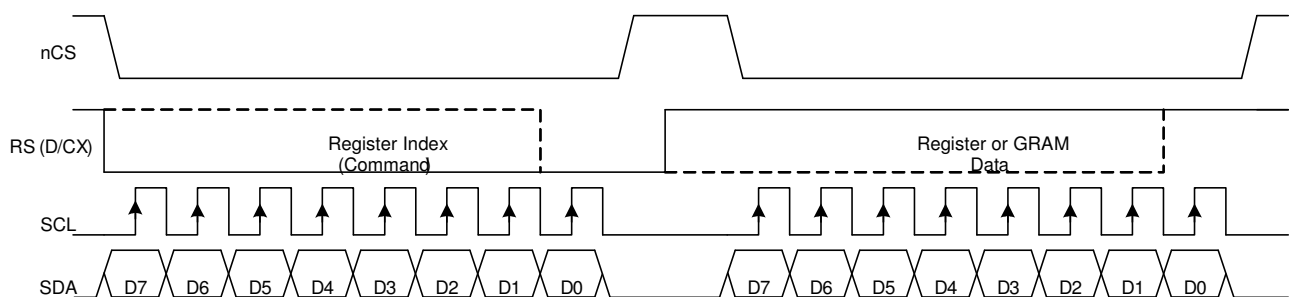 nCS
RS (D/CX)
Register Index
(Command)
Register or GRAM
Data
SCL
SDA
D7 D6 D5 D4 D3 D2 D1 D0
D7 D6 D5 D4 D3 D2 D1 D0